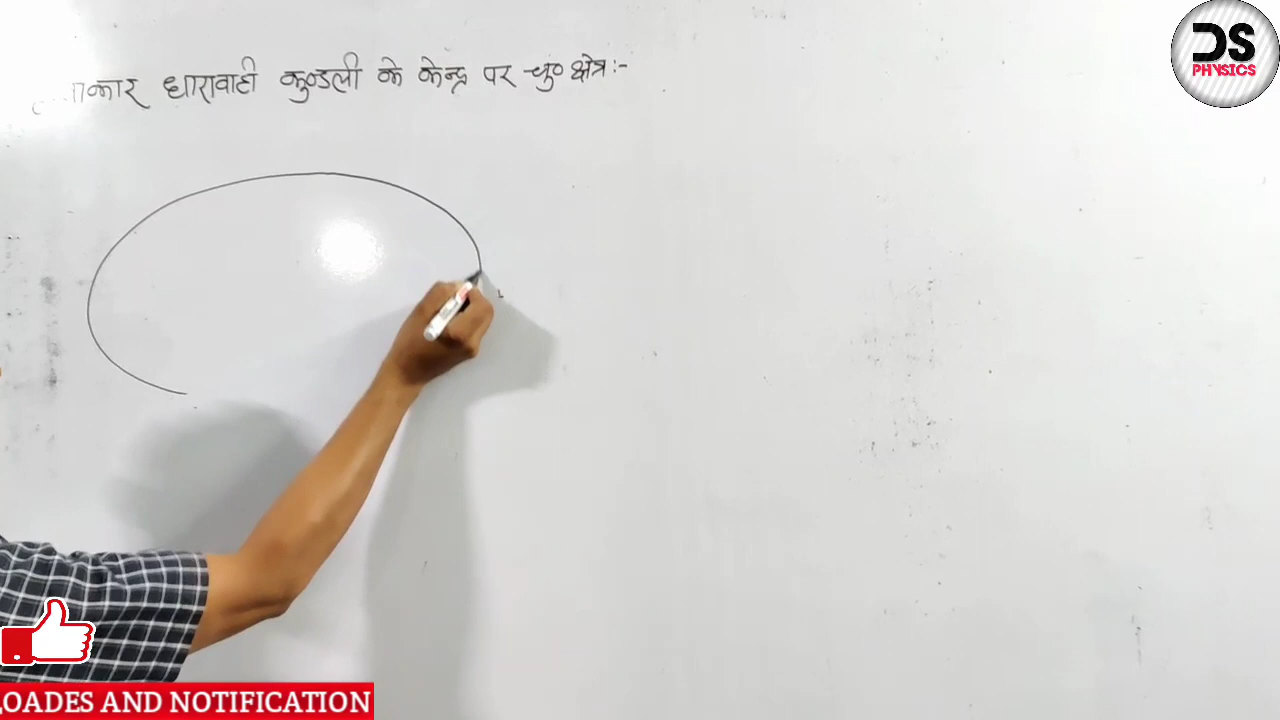 धारावाही कुण्डली के केन्द्र पर चु० क्षेत्र :-
DS
PHYSICS
OADES AND NOTIFICATION